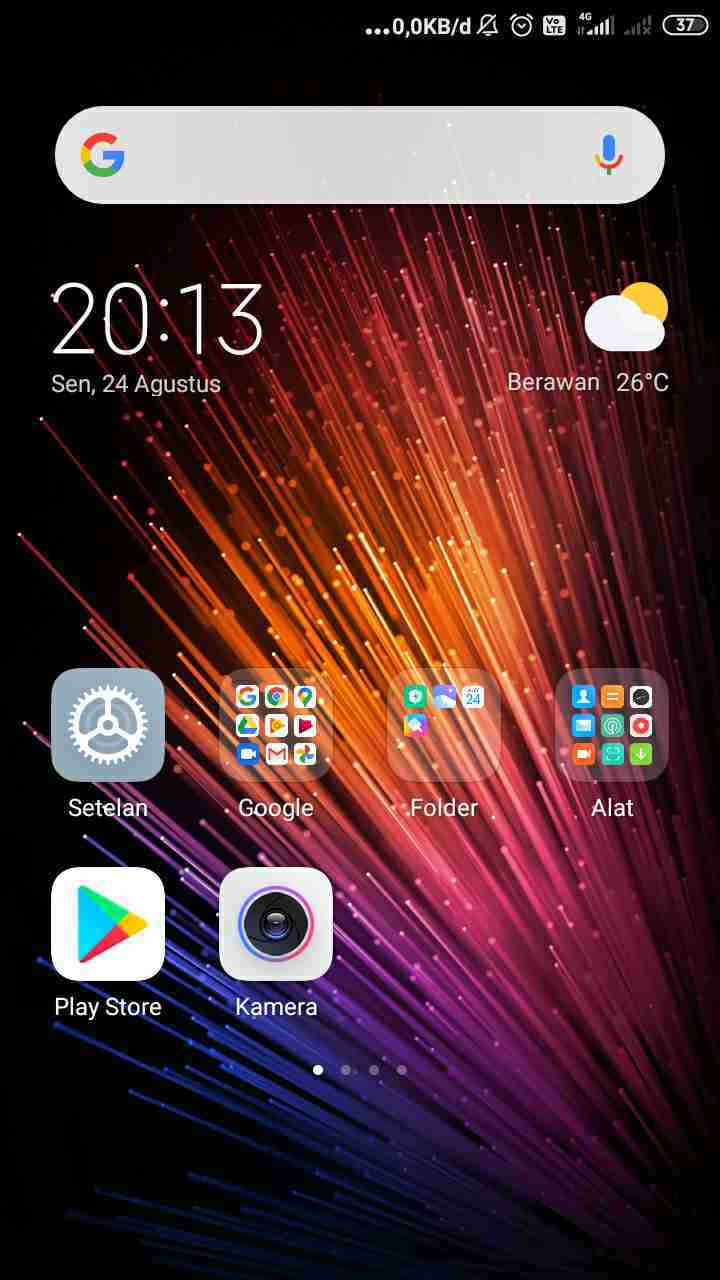 ...0,0KB/d Vo LTE 4G 37
20:13
Sen, 24 Agustus
Berawan 26°C
24
Setelan
Google
Folder
Alat
Play Store
Kamera